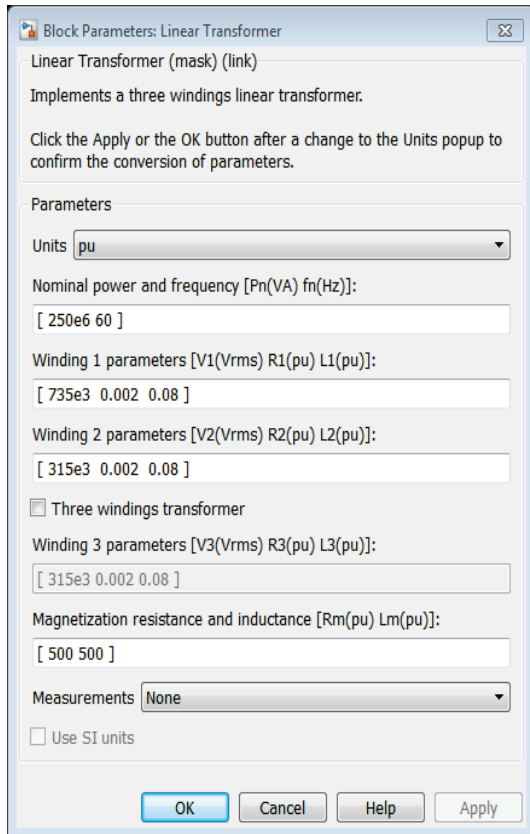 Block Parameters: Linear Transformer
Linear Transformer (mask) (link)
Implements a three windings linear transformer.
Click the Apply or the OK button after a change to the Units popup to
confirm the conversion of parameters.
Parameters
Units pu
Nominal power and frequency [Pn(VA) fn(Hz)]:
[ 250e6 60 ]
Winding 1 parameters [V1(Vrms) R1(pu) L1(pu)]:
[ 735e3 0.002 0.08 ]
Winding 2 parameters [V2(Vrms) R2(pu) L2(pu)]:
[ 315e3 0.002 0.08 ]
Three windings transformer
Winding 3 parameters [V3(Vrms) R3(pu) L3(pu)]:
[ 315e3 0.002 0.08 ]
Magnetization resistance and inductance [Rm(pu) Lm(pu)]:
[ 500 500 ]
Measurements None
Use SI units
OK Cancel Help Apply